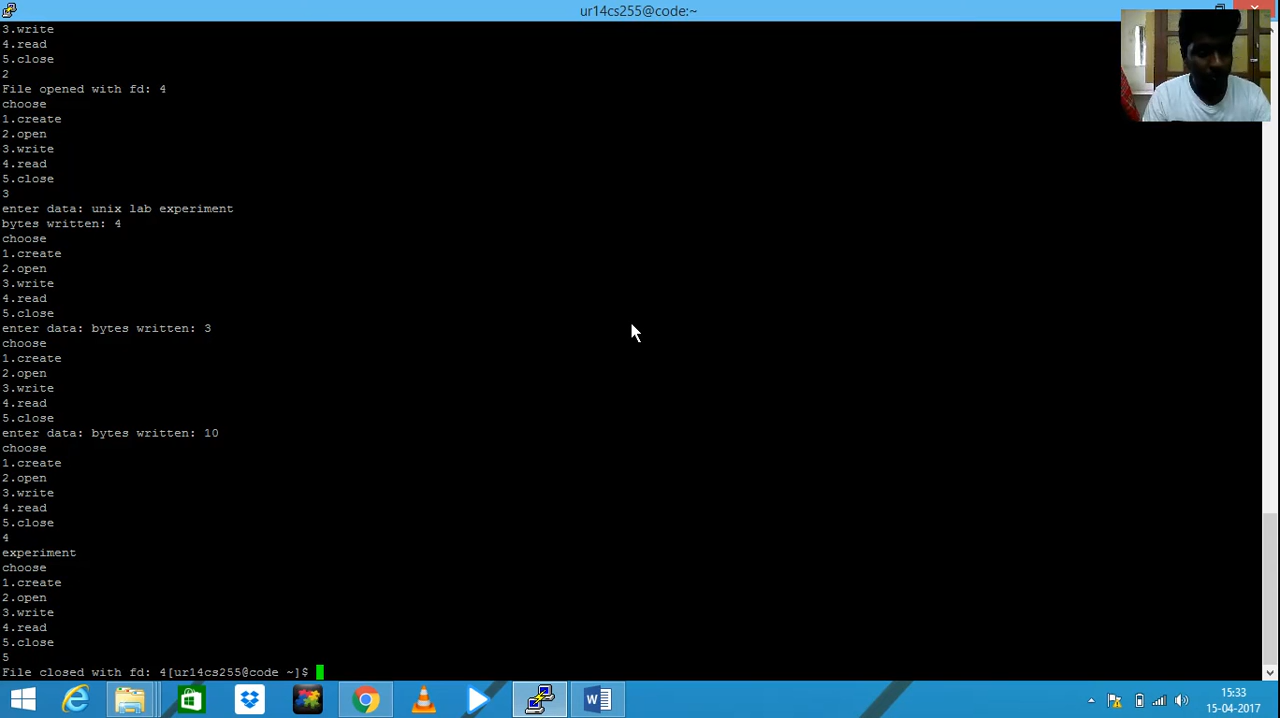 ur14cs255@code:~
3.write
4.read
5.close
2
File opened with fd: 4
choose
1.create
2.open
3.write
4.read
5.close
3
enter data: unix lab experiment
bytes written: 4
choose
1.create
2.open
3.write
4.read
5.close
enter data: bytes written: 3
choose
1.create
2.open
3.write
4.read
5.close
enter data: bytes written: 10
choose
1.create
2.open
3.write
4.read
5.close
4
experiment
choose
1.create
2.open
3.write
4.read
5.close
5
File closed with fd: 4[ur14cs255@code ~]$
15:33
15-04-2017